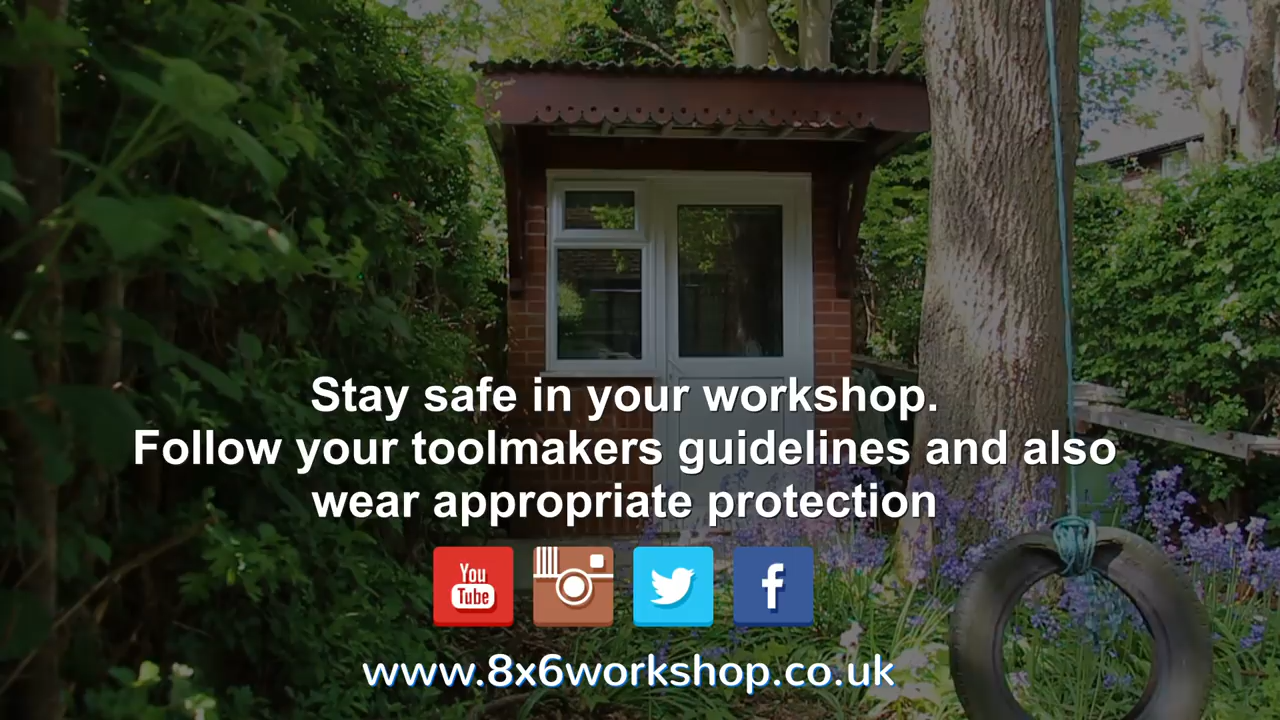 Stay safe in your workshop.
Follow your toolmakers guidelines and also
wear appropriate protection
You
Tube
www.8x6workshop.co.uk